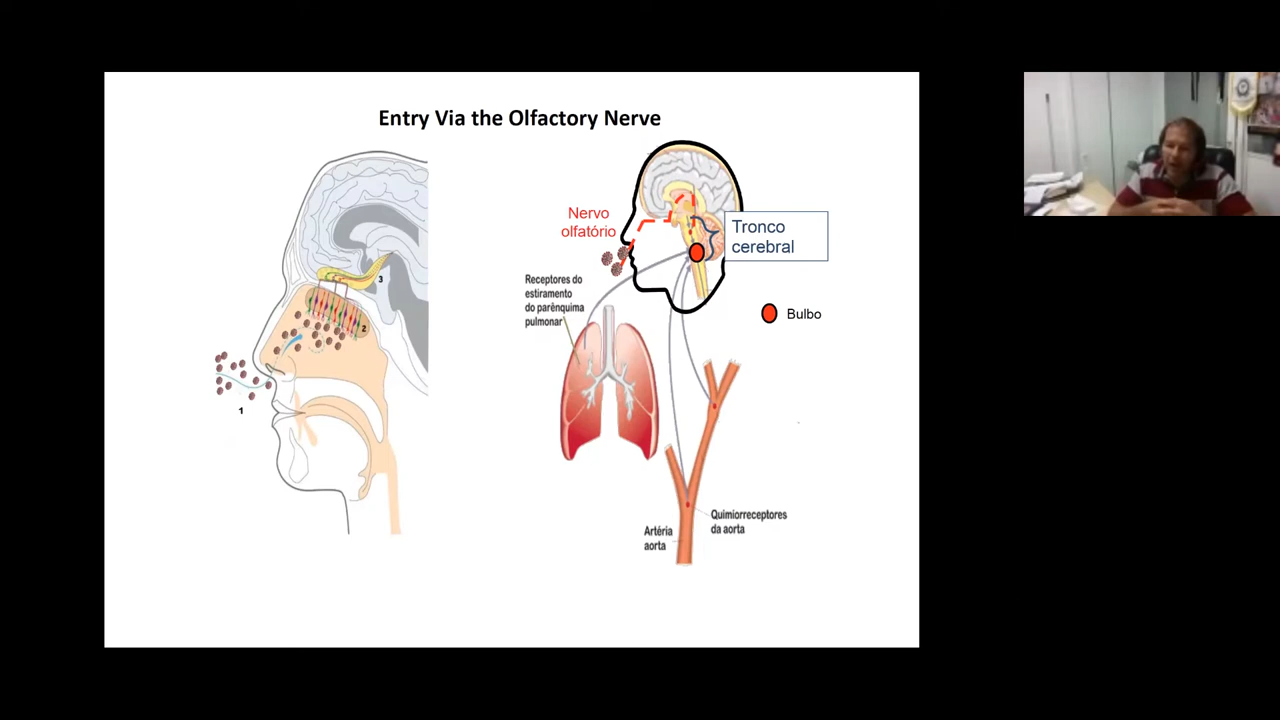 Entry Via the Olfactory Nerve
3
2
1
Nervo
olfatório
Tronco
cerebral
Receptores do
estiramento
do parênquima
pulmonar
Bulbo
Quimiorreceptores
da aorta
Artéria
aorta